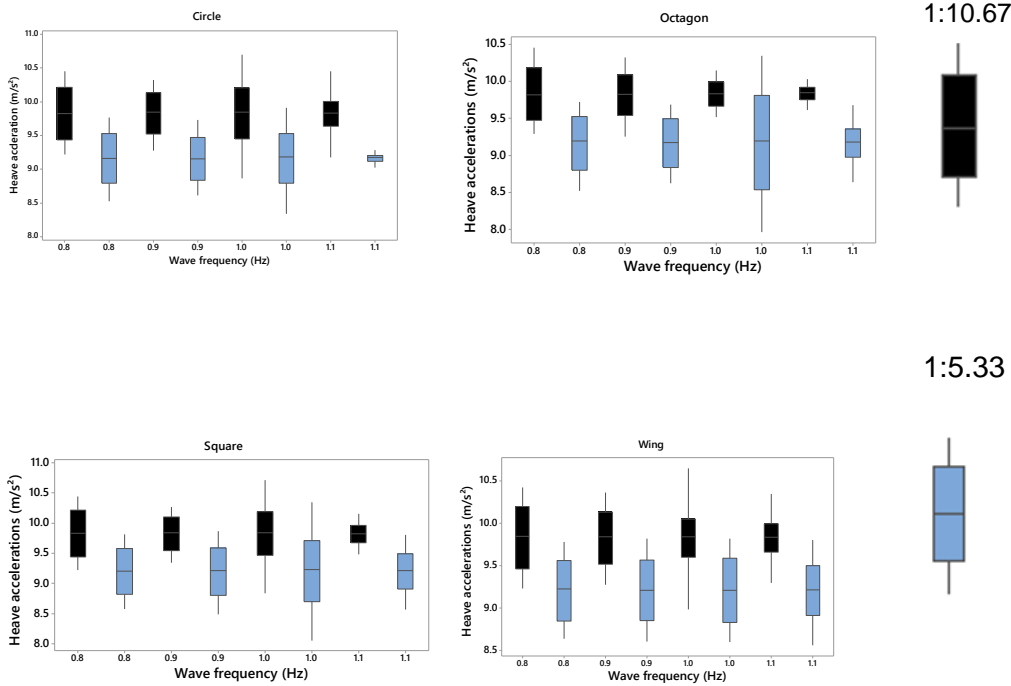 Circle
Heave accderation (m/s²)
11.0
10.5
10.0
9.5
9.0
8.5
8.0
0.8 0.8 0.9 0.9 1.0 1.0 1.1 1.1
Wave frequency (Hz)
Octagon
Heave accelerations (m/s²)
10.5
10.0
9.5
9.0
8.5
8.0
0.8 0.8 0.9 0.9 1.0 1.0 1.1 1.1
Wave frequency (Hz)
1:10.67
1:5.33
Square
Heave accelerations (m/s²)
11.0
10.5
10.0
9.5
9.0
8.5
8.0
0.8 0.8 0.9 0.9 1.0 1.0 1.1 1.1
Wave frequency (Hz)
Wing
Heave accelerations (m/s²)
10.5
10.0
9.5
9.0
8.5
0.8 0.8 0.9 0.9 1.0 1.0 1.1 1.1
Wave frequency (Hz)